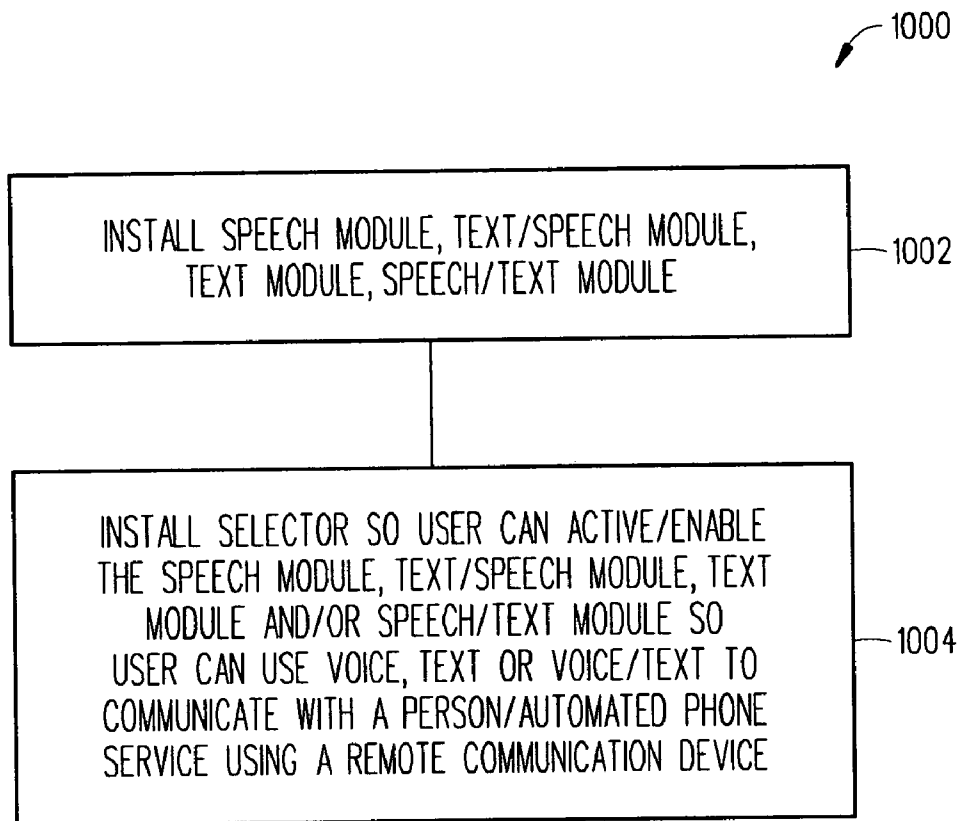 1000
INSTALL SPEECH MODULE, TEXT/SPEECH MODULE,
TEXT MODULE, SPEECH/TEXT MODULE
1002
INSTALL SELECTOR SO USER CAN ACTIVE/ENABLE
THE SPEECH MODULE, TEXT/SPEECH MODULE, TEXT
MODULE AND/OR SPEECH/TEXT MODULE SO
USER CAN USE VOICE, TEXT OR VOICE/TEXT TO
COMMUNICATE WITH A PERSON/AUTOMATED PHONE
SERVICE USING A REMOTE COMMUNICATION DEVICE
1004